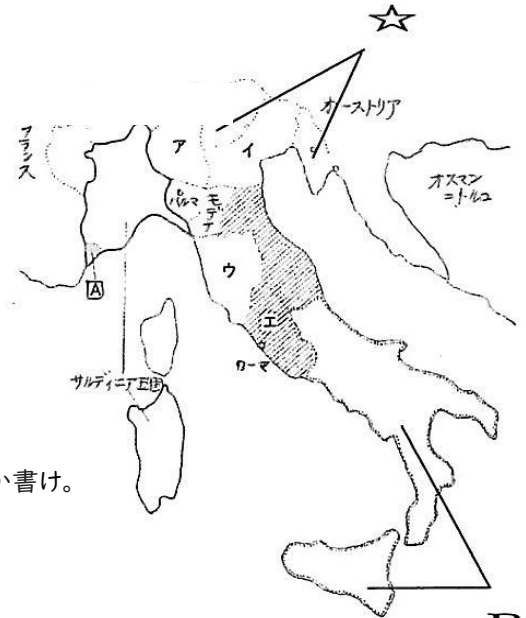 ☆
オーストリア
フランス
ア
イ
パルマ
モデナ
オスマン
=トルコ
ウ
A
エ
ローマ
サルディニア王国
い書け。